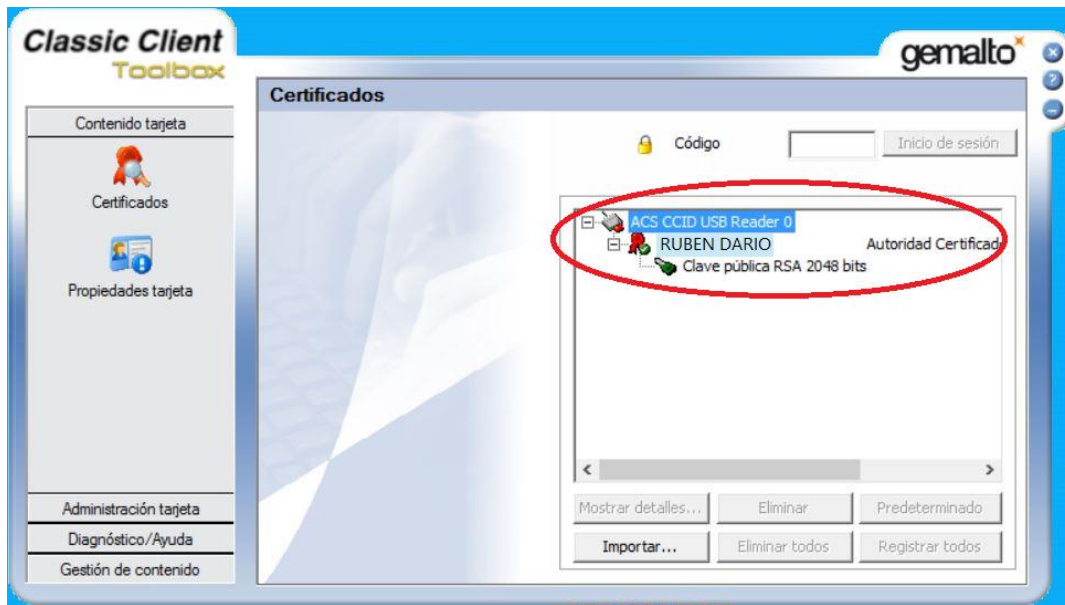 Classic Client
Toolbox
gemalto
Certificados
Contenido tarjeta
Certificados
Propiedades tarjeta
Código
Inicio de sesión
ACS CCID USB Reader 0
RUBEN DARIO Autoridad Certificad
Clave pública RSA 2048 bits
Mostrar detalles... Eliminar Predeterminado
Importar... Eliminar todos Registrar todos
Administración tarjeta
Diagnóstico/Ayuda
Gestión de contenido